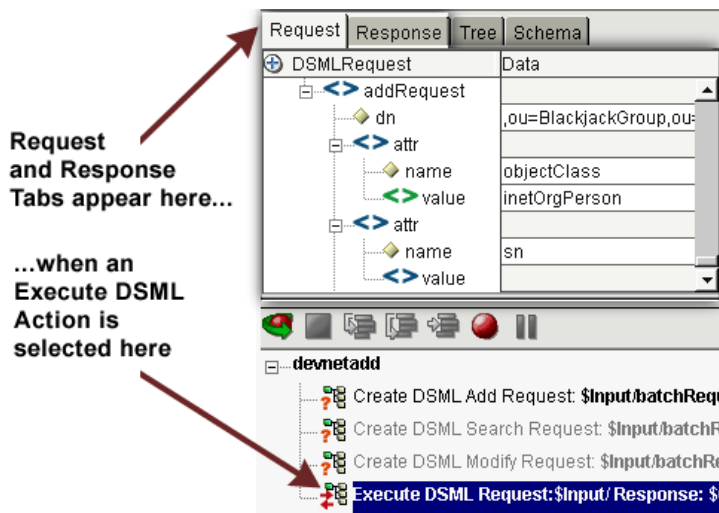 Request Response Tree Schema
DSMLRequest Data
addRequest
dn ,ou=BlackjackGroup,ou=
attr
name objectClass
value inetOrgPerson
attr
name sn
value
Request
and Response
Tabs appear here...
...when an
Execute DSML
Action is
selected here
devnetadd
Create DSML Add Request: $Input/batchRequ
Create DSML Search Request: $Input/batchR
Create DSML Modify Request: $Input/batchRe
Execute DSML Request:$Input/ Response: $